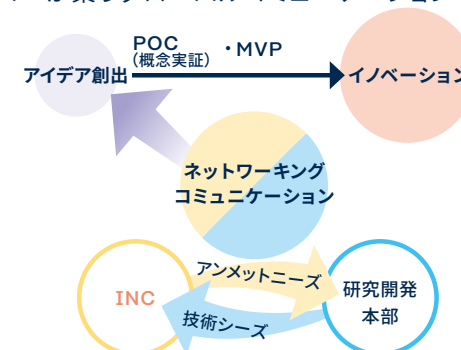 POC
(概念実証)
・MVP
アイデア創出
イノベーション
ネットワーキング
コミュニケーション
アンメットニーズ
INC
研究開発
本部
技術シーズ